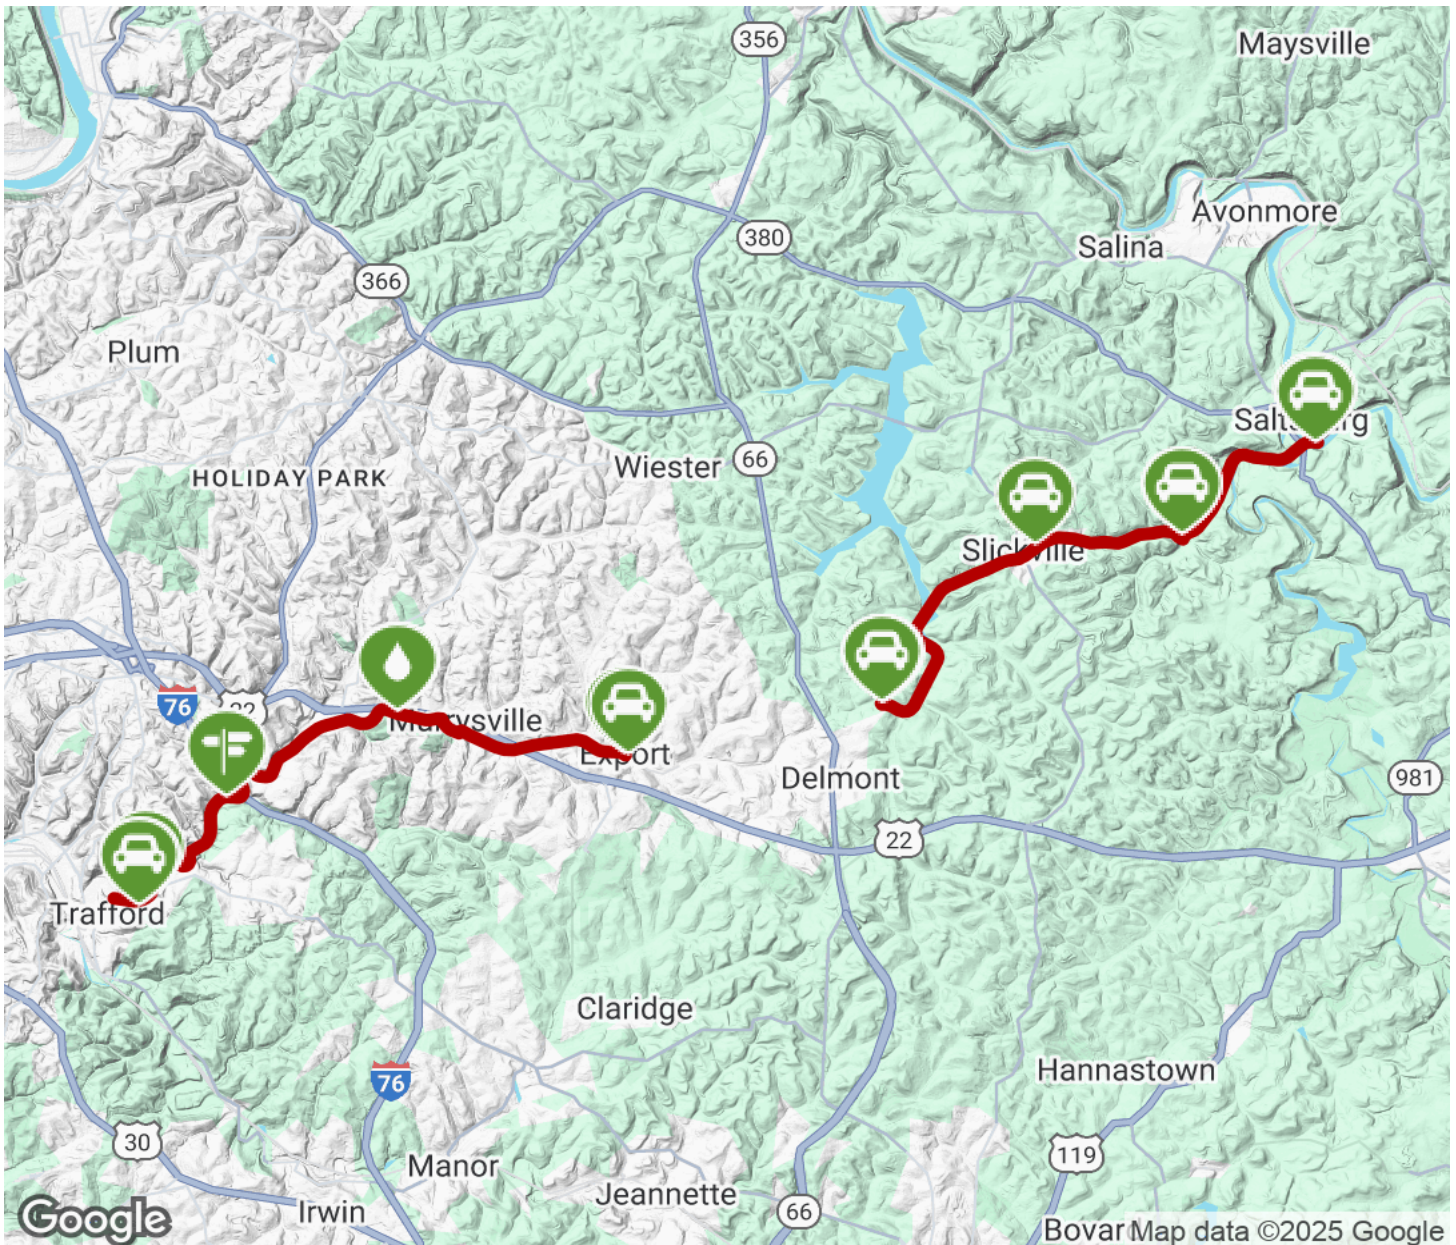 356
Maysville
Avonmore
380
Salina
366
Plum
Wiester
66
HOLIDAY PARK
Slickville
76
Export
Delmont
981
22
Trafford
Claridge
Hannastown
76
30
119
Manor
Jeannette
66
Irwin
Google
Bovar
Map data ©2025 Google